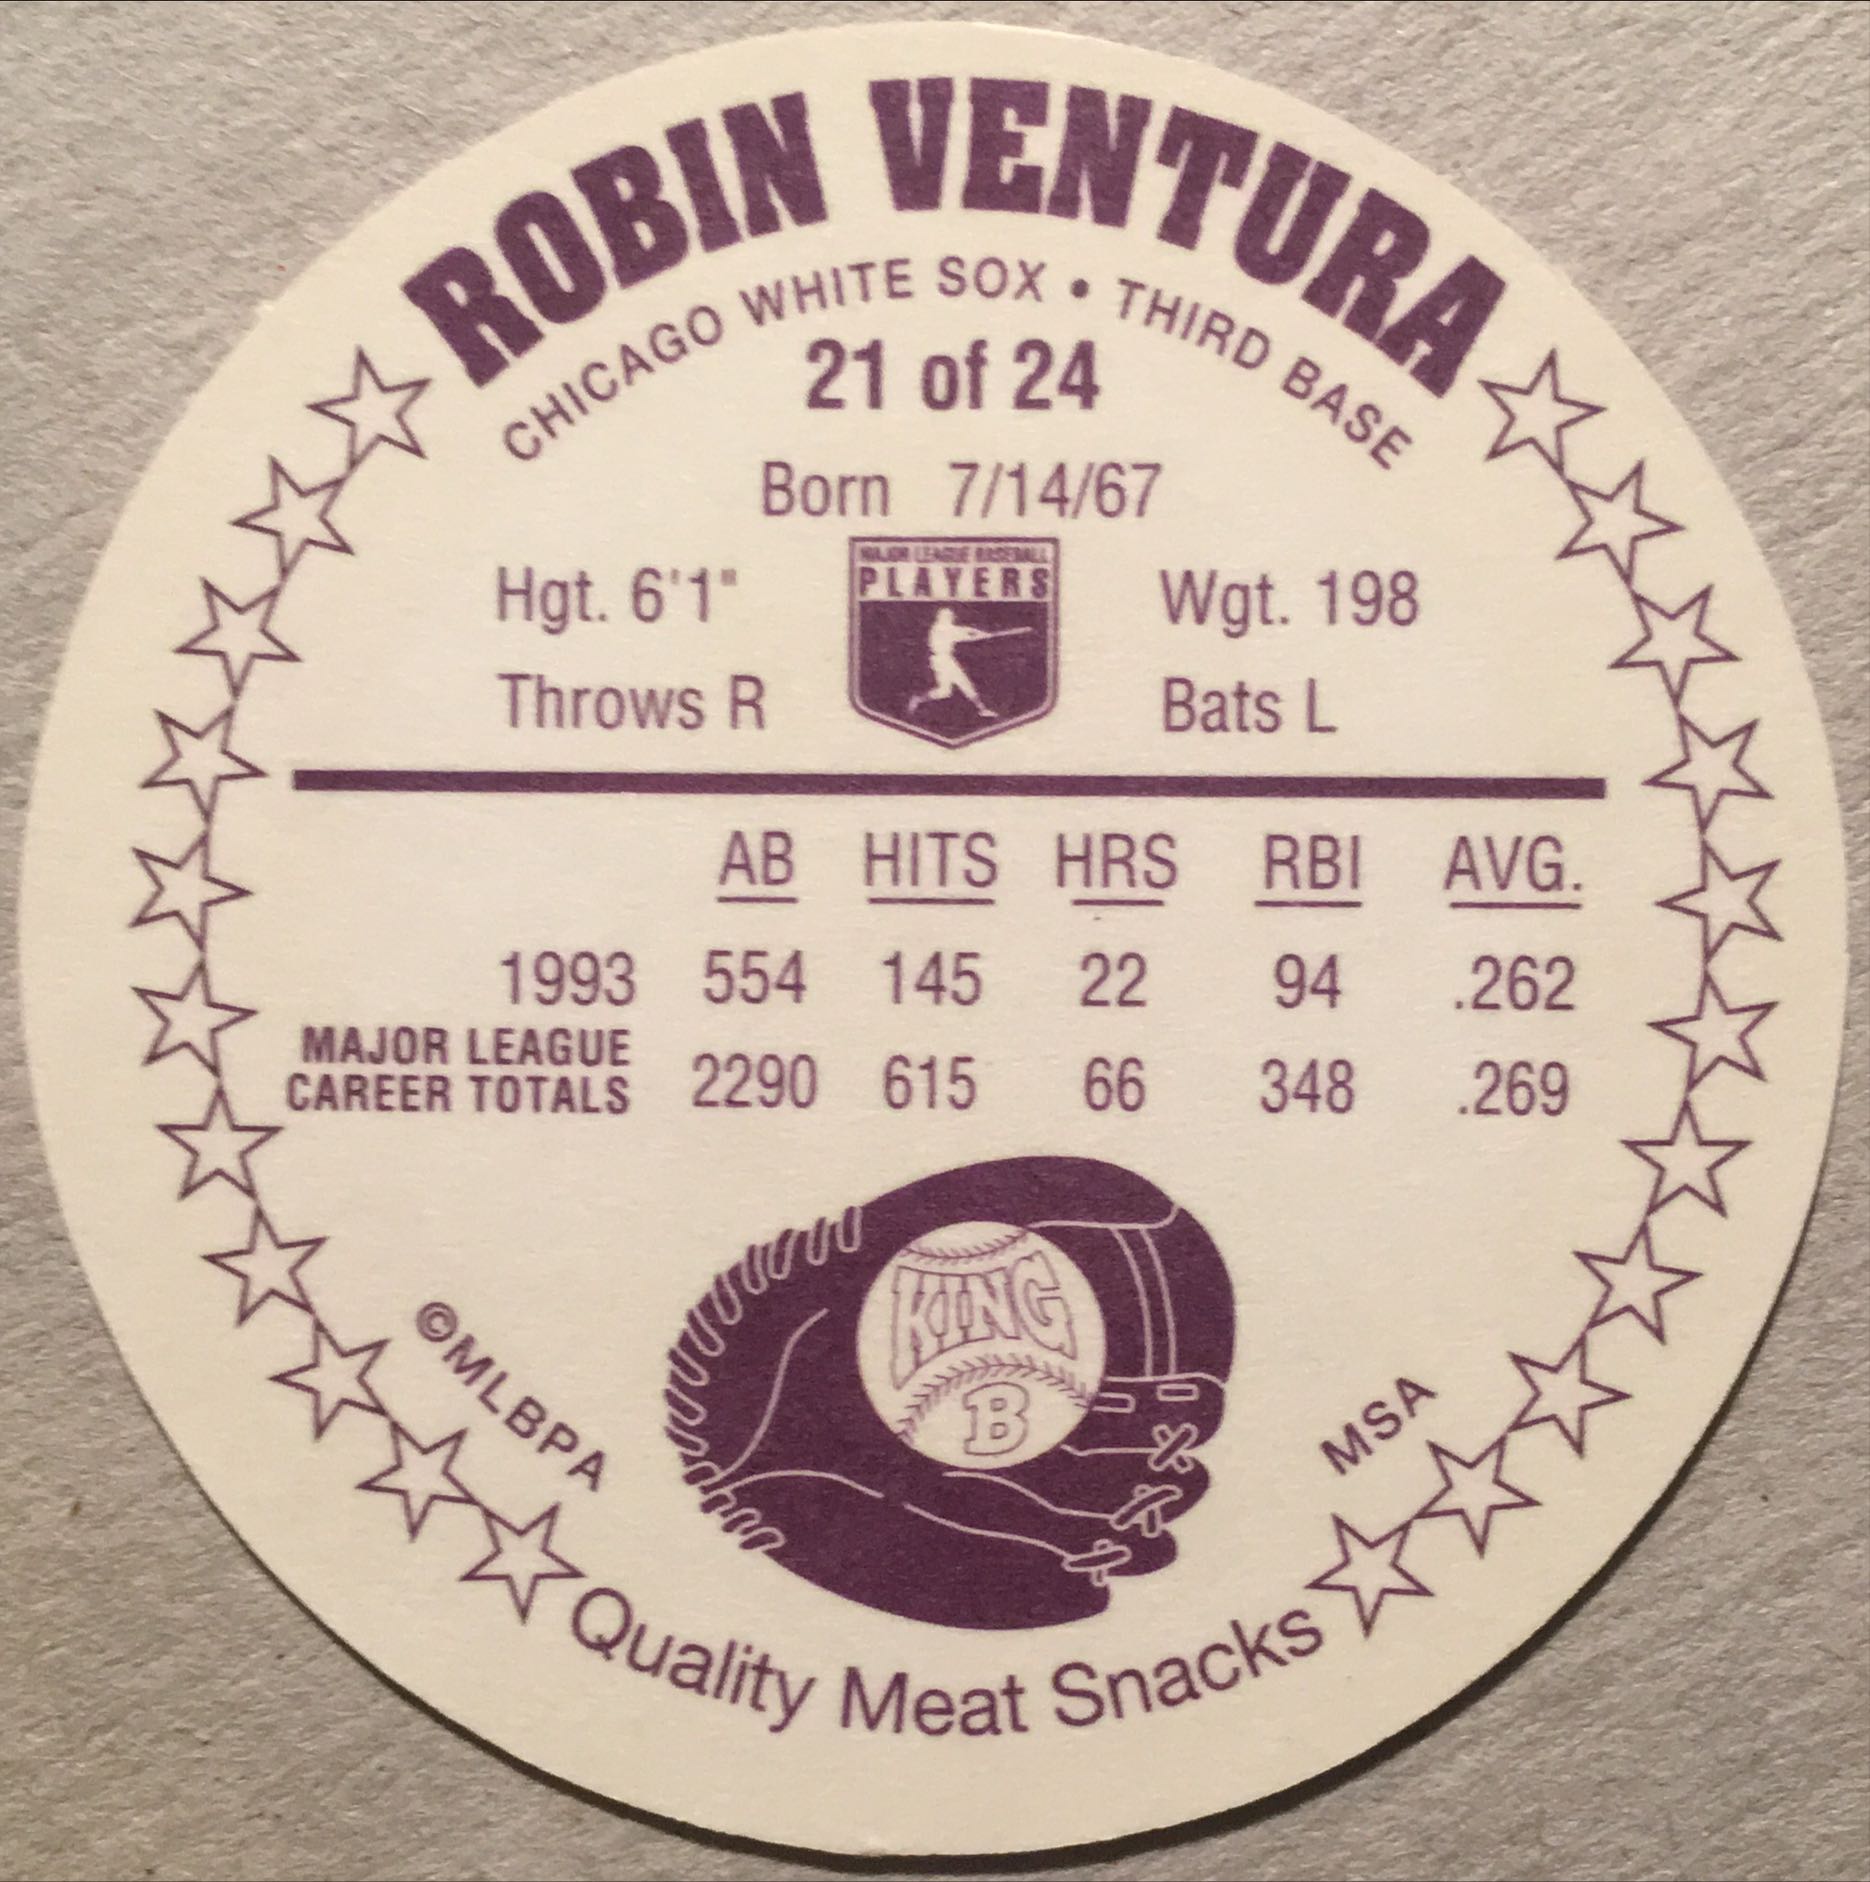 ROBIN VENTURA
CHICAGO WHITE SOX • THIRD BASE
21 of 24
Born 7/14/67
Hgt. 6'1" Wgt. 198
MAJOR LEAGUE BASEBALL
PLAYERS
Throws R Bats L
AB HITS HRS RBI AVG.
1993 554 145 22 94 .262
MAJOR LEAGUE
CAREER TOTALS 2290 615 66 348 .269
KING
B
©MLBPA
MSA
Quality Meat Snacks